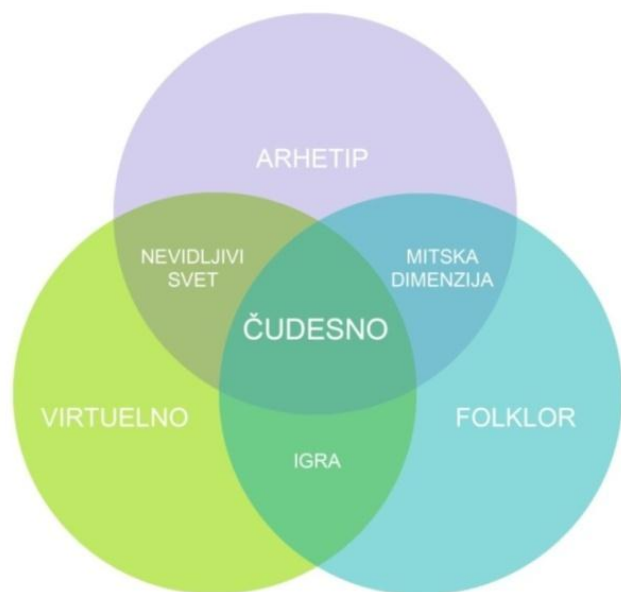 ARHETIP
NEVIDLJIVI
SVET
MITSKA
DIMENZIJA
ČUDESNO
VIRTUELNO
FOLKLOR
IGRA